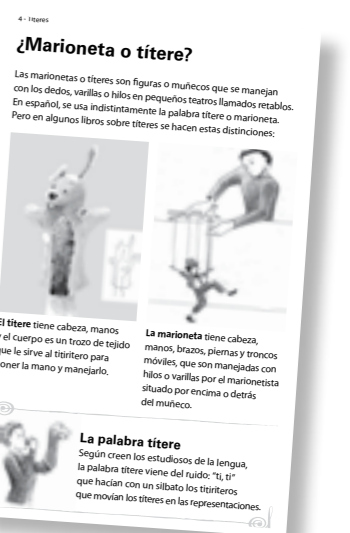 4 - Títeres
¿Marioneta o títere?
Las marionetas o títeres son figuras o muñecos que se manejan
con los dedos, varillas o hilos en pequeños teatros llamados retablos.
En español, se usa indistintamente la palabra títere o marioneta.
Pero en algunos libros sobre títeres se hacen estas distinciones:
El títere tiene cabeza, manos
y el cuerpo es un trozo de tejido
que le sirve al titiritero para
poner la mano y manejarlo.
La marioneta tiene cabeza,
manos, brazos, piernas y troncos
móviles, que son manejadas con
hilos o varillas por el marionetista
situado por encima o detrás
del muñeco.
La palabra títere
Según creen los estudiosos de la lengua,
la palabra títere viene del ruido: "ti, ti"
que hacían con un silbato los titiriteros
que movían los títeres en las representaciones.